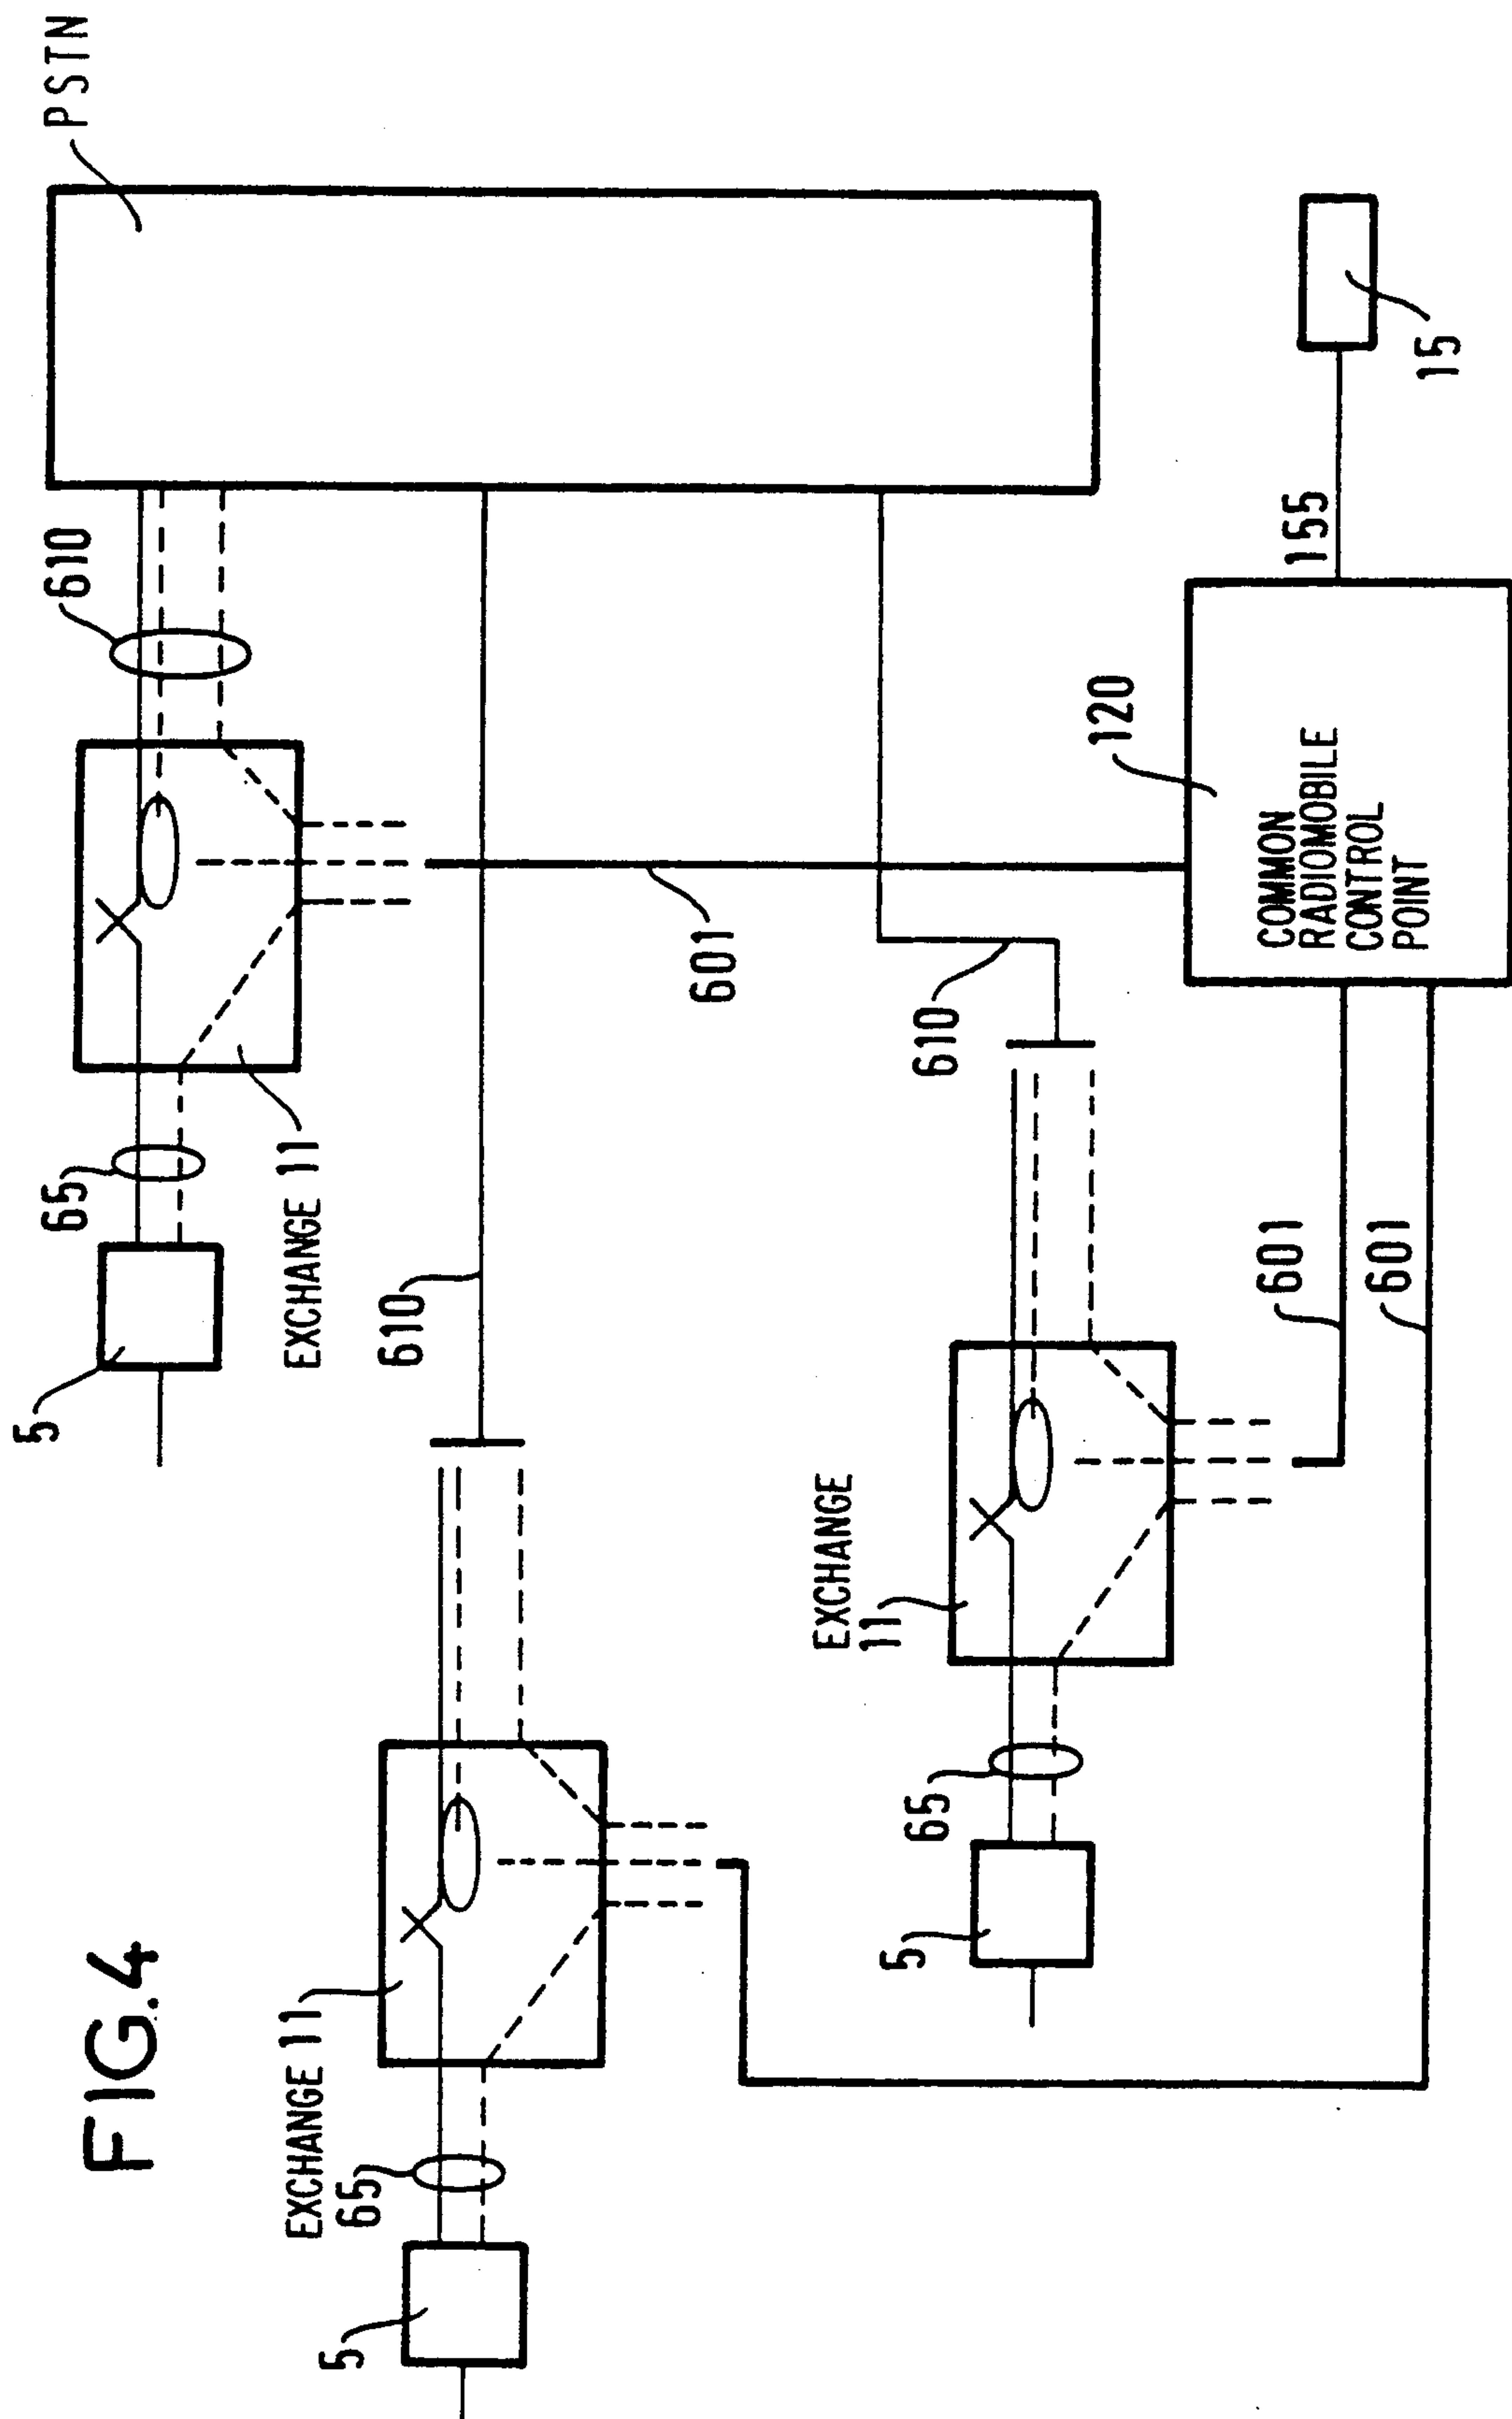 FIG.4
PSTN
610
65
5
EXCHANGE 11
610
601
120
155
15
COMMON
RADIOMOBILE
CONTROL
POINT
610
EXCHANGE 11
65
5
EXCHANGE
11
65
5
601
601